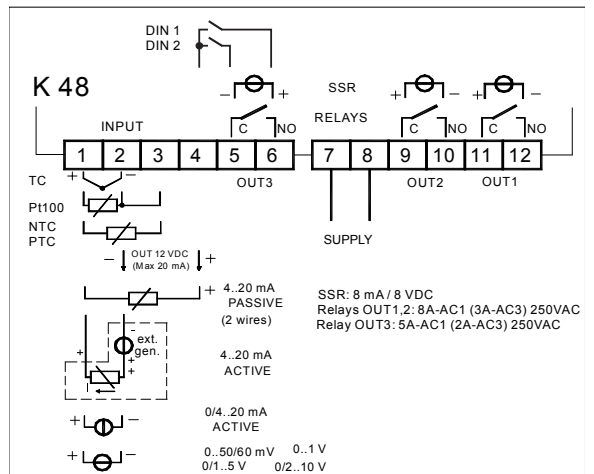 DIN 1
DIN 2
K 48
− + SSR + − + −
RELAYS
INPUT C NO C NO C NO
1 2 3 4 5 6 7 8 9 10 11 12
TC + − OUT3 OUT2 OUT1
Pt100
NTC
PTC
SUPPLY
− OUT 12 VDC +
(Max 20 mA)
+ 4..20 mA
PASSIVE
(2 wires)
SSR: 8 mA / 8 VDC
Relays OUT1,2: 8A-AC1 (3A-AC3) 250VAC
Relay OUT3: 5A-AC1 (2A-AC3) 250VAC
-
+ ext.
gen.
+
+
I
4..20 mA
ACTIVE
+ − 0/4..20 mA
ACTIVE
+ − 0..50/60 mV 0..1 V
0/1..5 V 0/2..10 V